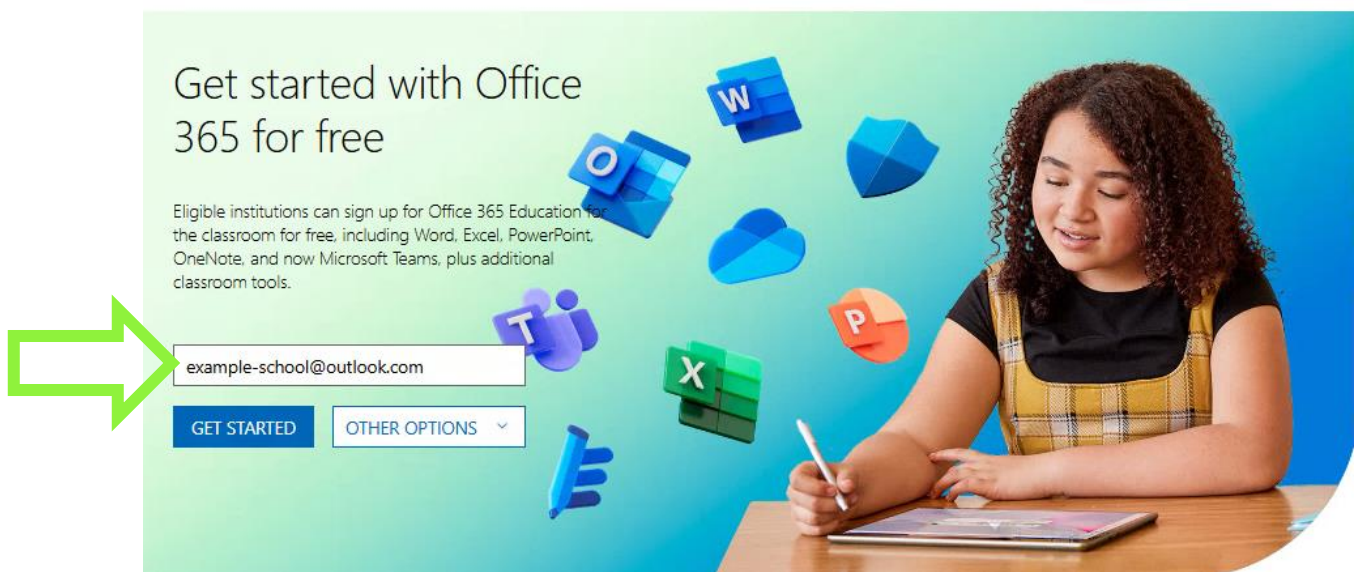 Get started with Office
365 for free
W
O
Eligible institutions can sign up for Office 365 Education for
the classroom for free, including Word, Excel, PowerPoint,
OneNote, and now Microsoft Teams, plus additional
classroom tools.
T
P
example-school@outlook.com
X
GET STARTED
OTHER OPTIONS